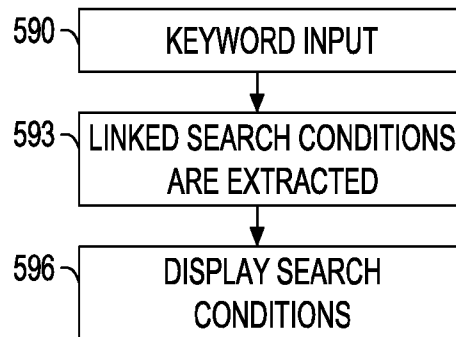 590
KEYWORD INPUT
593
LINKED SEARCH CONDITIONS
ARE EXTRACTED
596
DISPLAY SEARCH
CONDITIONS